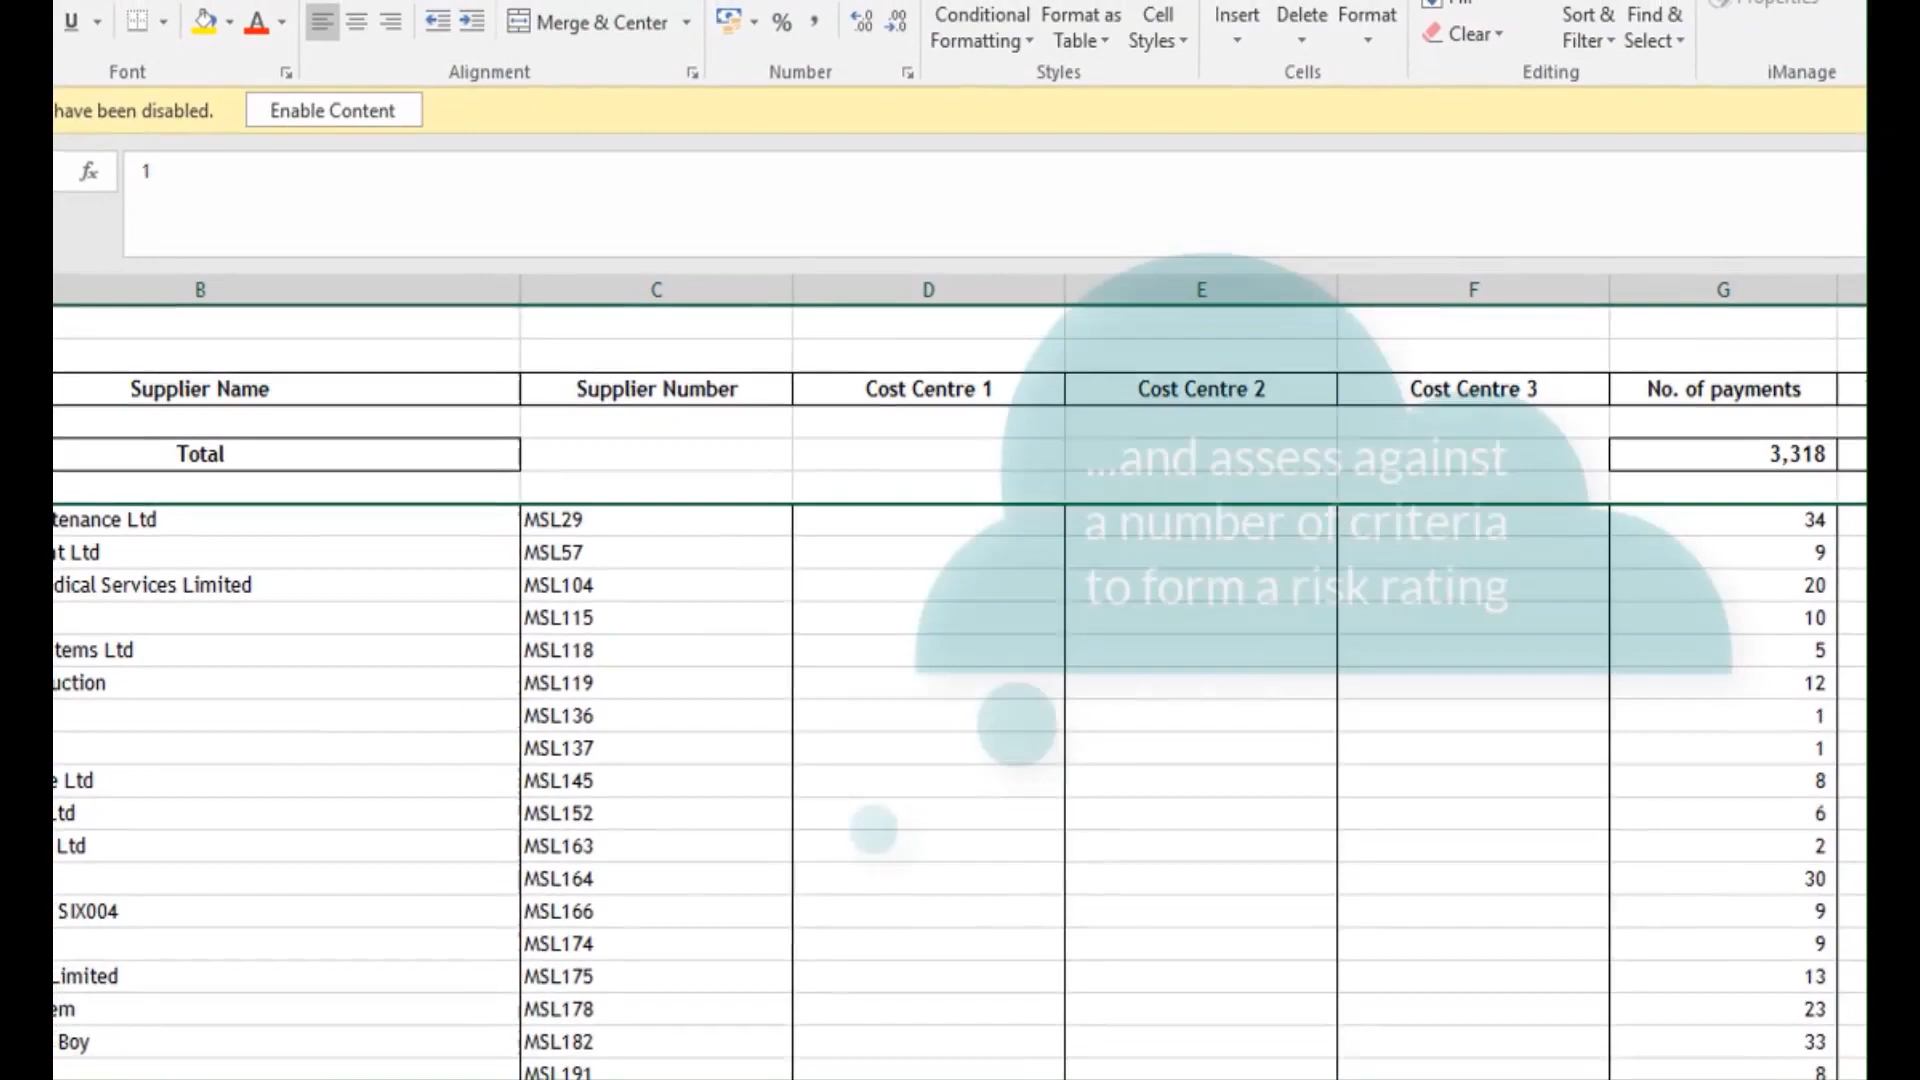 U A Merge & Center % , Conditional Formatting Format as Table Cell Styles Insert Delete Format Clear Sort & Filter Find & Select Properties
Font Alignment Number Styles Cells Editing iManage
have been disabled. Enable Content
fx 1
B C D E F G
Supplier Name Supplier Number Cost Centre 1 Cost Centre 2 Cost Centre 3 No. of payments
Total 3,318
...and assess against
a number of criteria
to form a risk rating
tenance Ltd MSL29 34
t Ltd MSL57 9
dical Services Limited MSL104 20
MSL115 10
tems Ltd MSL118 5
uction MSL119 12
MSL136 1
MSL137 1
e Ltd MSL145 8
td MSL152 6
Ltd MSL163 2
MSL164 30
SIX004 MSL166 9
MSL174 9
Limited MSL175 13
em MSL178 23
Boy MSL182 33
MSL191 8